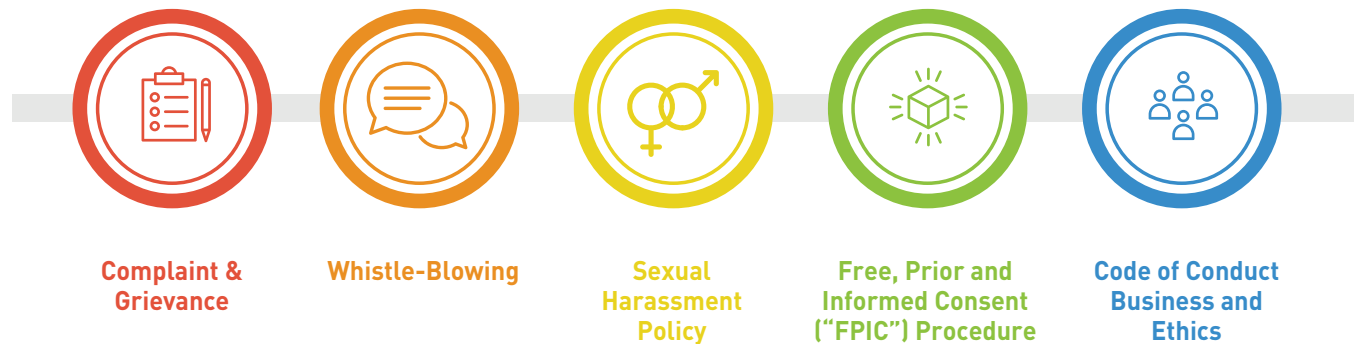 Complaint &
Grievance
Whistle-Blowing
Sexual
Harassment
Policy
Free, Prior and
Informed Consent
(“FPIC”) Procedure
Code of Conduct
Business and
Ethics